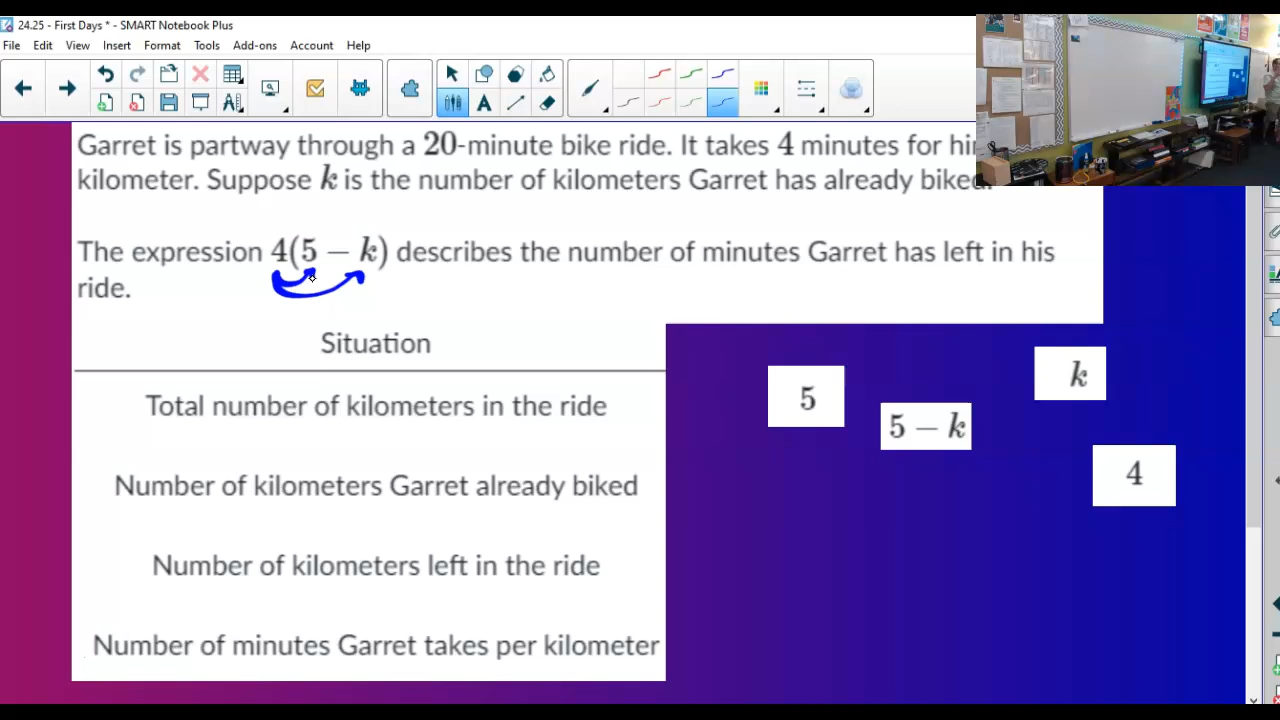 24.25 - First Days * - SMART Notebook Plus
File Edit View Insert Format Tools Add-ons Account Help
Garret is partway through a 20-minute bike ride. It takes 4 minutes for
kilometer. Suppose k is the number of kilometers Garret has already biked.
The expression 4(5 − k) describes the number of minutes Garret has left in his
ride.
Situation
Total number of kilometers in the ride
Number of kilometers Garret already biked
Number of kilometers left in the ride
Number of minutes Garret takes per kilometer
k
5
5 − k
4